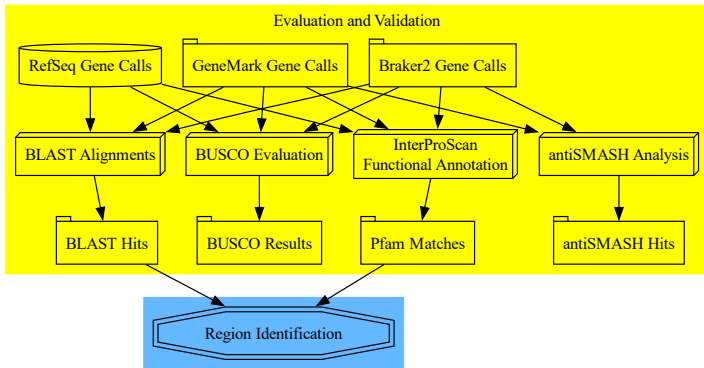 Evaluation and Validation
RefSeq Gene Calls
GeneMark Gene Calls
Braker2 Gene Calls
BLAST Alignments
BUSCO Evaluation
InterProScan
Functional Annotation
antiSMASH Analysis
BLAST Hits
BUSCO Results
Pfam Matches
antiSMASH Hits
Region Identification